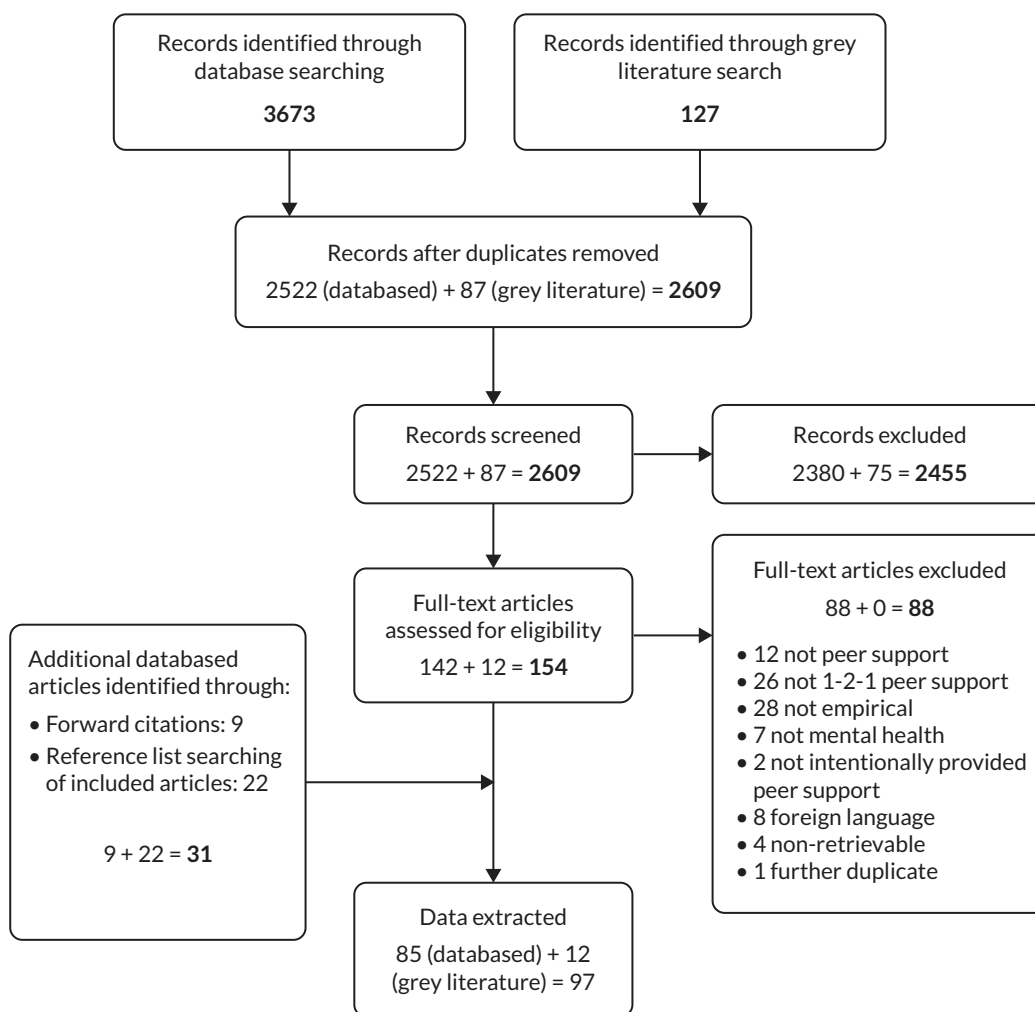 Records identified through
database searching
3673
Records identified through grey
literature search
127
Records after duplicates removed
2522 (databased) + 87 (grey literature) = 2609
Records screened
2522 + 87 = 2609
Records excluded
2380 + 75 = 2455
Full-text articles
assessed for eligibility
142 + 12 = 154
Full-text articles excluded
88 + 0 = 88
• 12 not peer support
• 26 not 1-2-1 peer support
• 28 not empirical
• 7 not mental health
• 2 not intentionally provided
peer support
• 8 foreign language
• 4 non-retrievable
• 1 further duplicate
Additional databased
articles identified through:
• Forward citations: 9
• Reference list searching
of included articles: 22
9 + 22 = 31
Data extracted
85 (databased) + 12
(grey literature) = 97